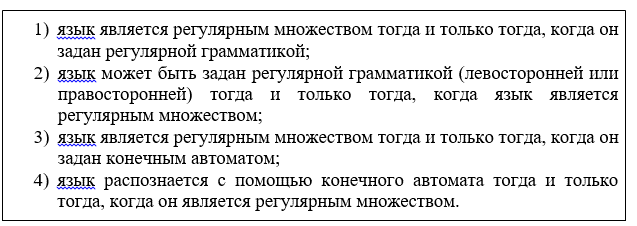 1) язык является регулярным множеством тогда и только тогда, когда он
задан регулярной грамматикой;
2) язык может быть задан регулярной грамматикой (левосторонней или
правосторонней) тогда и только тогда, когда язык является
регулярным множеством;
3) язык является регулярным множеством тогда и только тогда, когда он
задан конечным автоматом;
4) язык распознается с помощью конечного автомата тогда и только
тогда, когда он является регулярным множеством.